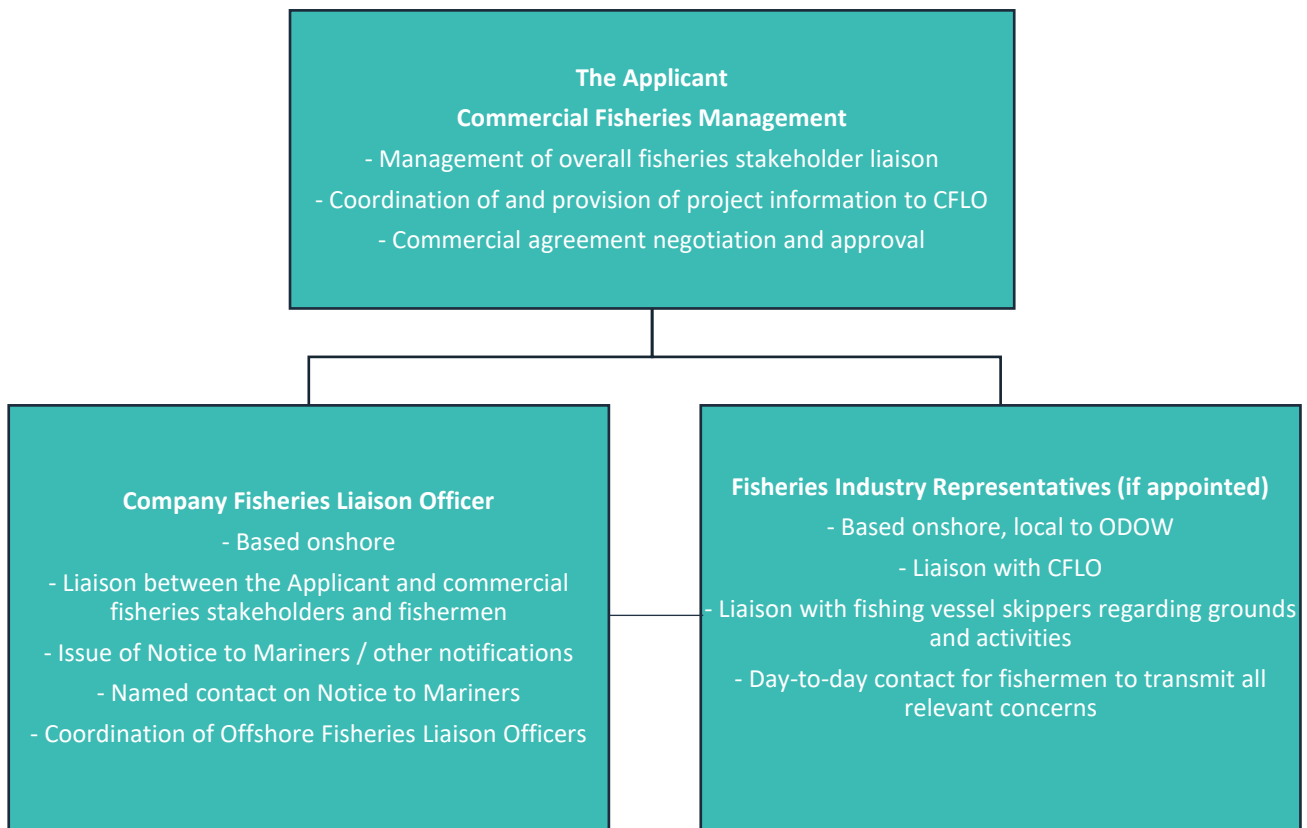 The Applicant
Commercial Fisheries Management
- Management of overall fisheries stakeholder liaison
- Coordination of and provision of project information to CFLO
- Commercial agreement negotiation and approval
Company Fisheries Liaison Officer
- Based onshore
- Liaison between the Applicant and commercial
fisheries stakeholders and fishermen
- Issue of Notice to Mariners / other notifications
- Named contact on Notice to Mariners
- Coordination of Offshore Fisheries Liaison Officers
Fisheries Industry Representatives (if appointed)
- Based onshore, local to ODOW
- Liaison with CFLO
- Liaison with fishing vessel skippers regarding grounds
and activities
- Day-to-day contact for fishermen to transmit all
relevant concerns